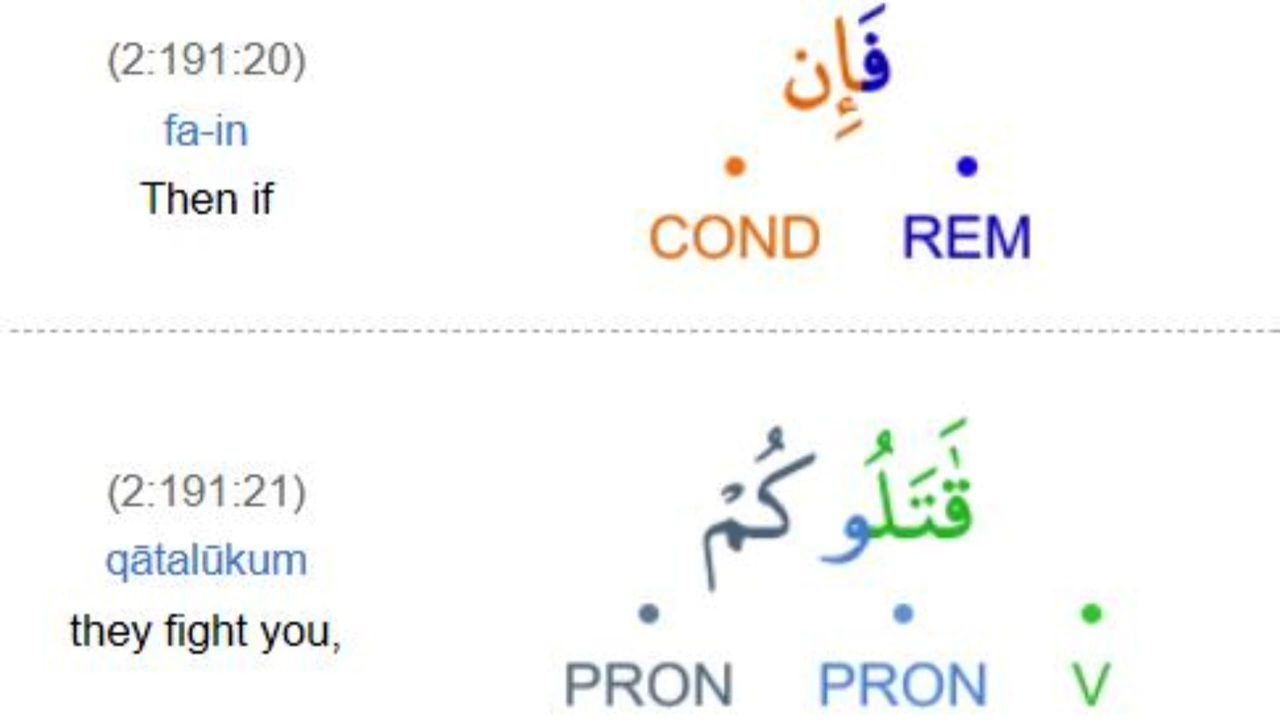 (2:191:20)
fa-in
Then if
فَإِن
COND REM
(2:191:21)
qātalūkum
they fight you,
قَٰتَلُوكُمْ
PRON PRON V